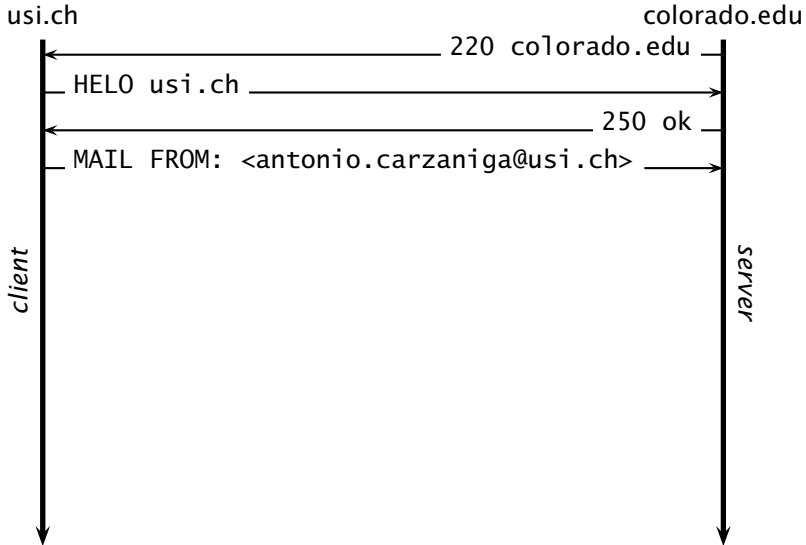 usi.ch
colorado.edu
220 colorado.edu
HELO usi.ch
250 ok
MAIL FROM: <antonio.carzaniga@usi.ch>
client
server